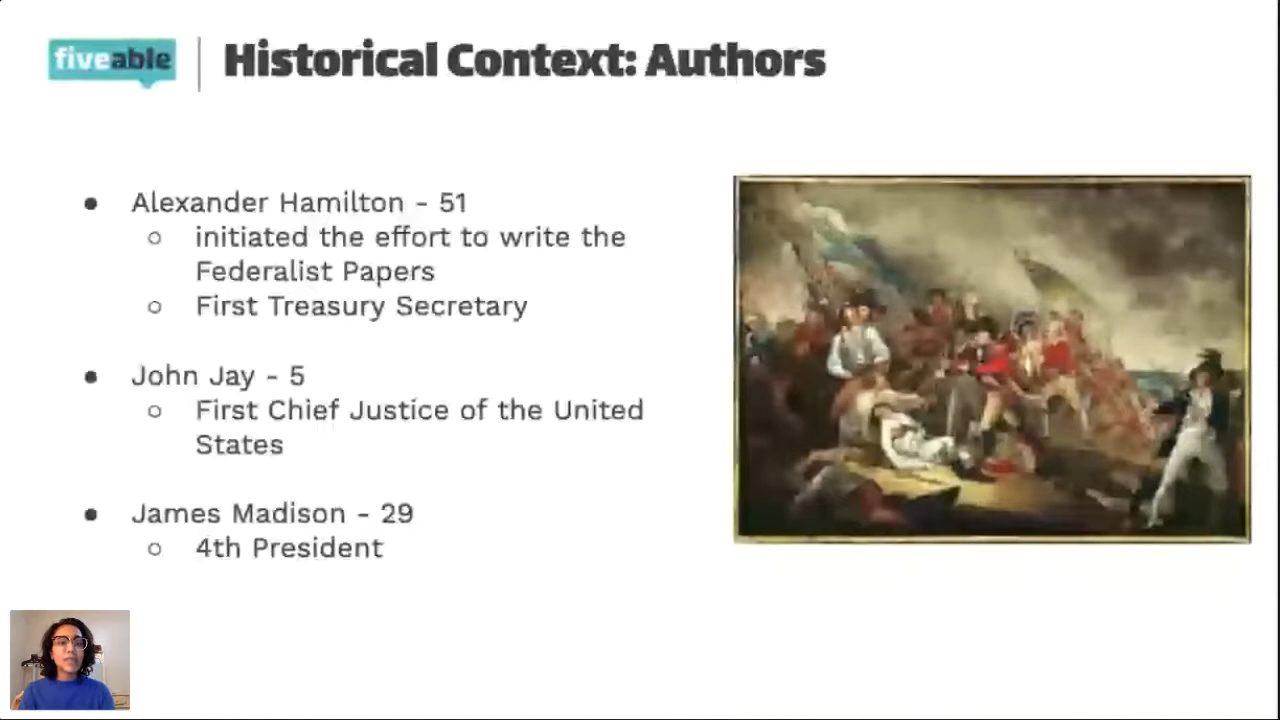 fiveable
Historical Context: Authors
● Alexander Hamilton - 51
○ initiated the effort to write the
Federalist Papers
○ First Treasury Secretary
● John Jay - 5
○ First Chief Justice of the United
States
● James Madison - 29
○ 4th President